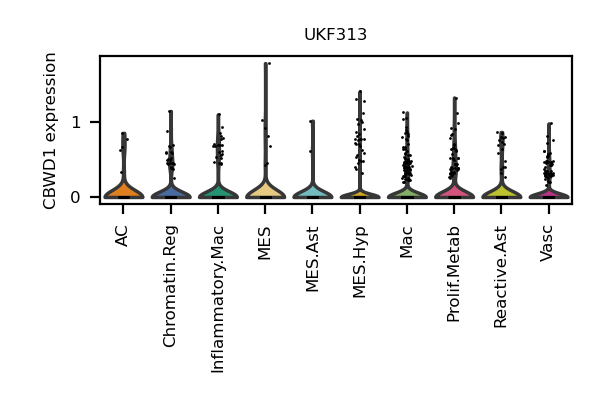 UKF313
CBWD1 expression
1
0
AC
Chromatin.Reg
Inflammatory.Mac
MES
MES.Ast
MES.Hyp
Mac
Prolif.Metab
Reactive.Ast
Vasc